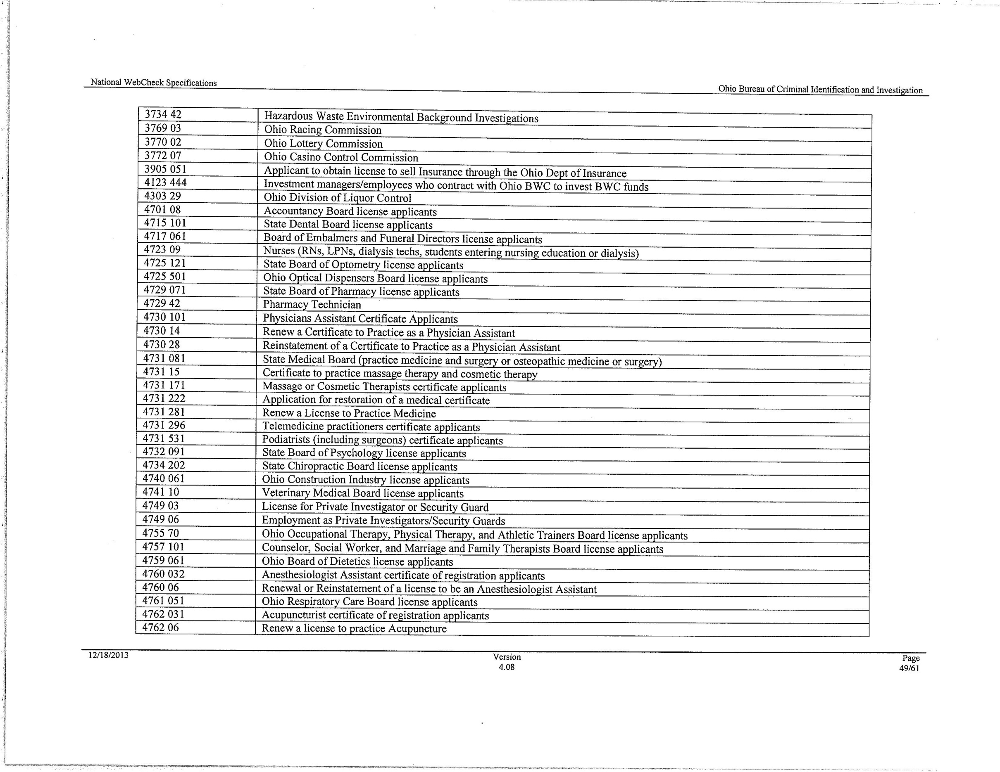 National WebCheck Specifications
Ohio Bureau of Criminal Identification and Investigation
3734 42 Hazardous Waste Environmental Background Investigations
3769 03 Ohio Racing Commission
3770 02 Ohio Lottery Commission
3772 07 Ohio Casino Control Commission
3905 051 Applicant to obtain license to sell Insurance through the Ohio Dept of Insurance
4123 444 Investment managers/employees who contract with Ohio BWC to invest BWC funds
4303 29 Ohio Division of Liquor Control
4701 08 Accountancy Board license applicants
4715 101 State Dental Board license applicants
4717 061 Board of Embalmers and Funeral Directors license applicants
4723 09 Nurses (RNs, LPNs, dialysis techs, students entering nursing education or dialysis)
4725 121 State Board of Optometry license applicants
4725 501 Ohio Optical Dispensers Board license applicants
4729 071 State Board of Pharmacy license applicants
4729 42 Pharmacy Technician
4730 101 Physicians Assistant Certificate Applicants
4730 14 Renew a Certificate to Practice as a Physician Assistant
4730 28 Reinstatement of a Certificate to Practice as a Physician Assistant
4731 081 State Medical Board (practice medicine and surgery or osteopathic medicine or surgery)
4731 15 Certificate to practice massage therapy and cosmetic therapy
4731 171 Massage or Cosmetic Therapists certificate applicants
4731 222 Application for restoration of a medical certificate
4731 281 Renew a License to Practice Medicine
4731 296 Telemedicine practitioners certificate applicants
4731 531 Podiatrists (including surgeons) certificate applicants
4732 091 State Board of Psychology license applicants
4734 202 State Chiropractic Board license applicants
4740 061 Ohio Construction Industry license applicants
4741 10 Veterinary Medical Board license applicants
4749 03 License for Private Investigator or Security Guard
4749 06 Employment as Private Investigators/Security Guards
4755 70 Ohio Occupational Therapy, Physical Therapy, and Athletic Trainers Board license applicants
4757 101 Counselor, Social Worker, and Marriage and Family Therapists Board license applicants
4759 061 Ohio Board of Dietetics license applicants
4760 032 Anesthesiologist Assistant certificate of registration applicants
4760 06 Renewal or Reinstatement of a license to be an Anesthesiologist Assistant
4761 051 Ohio Respiratory Care Board license applicants
4762 031 Acupuncturist certificate of registration applicants
4762 06 Renew a license to practice Acupuncture
12/18/2013 Version Page
4.08 49/61